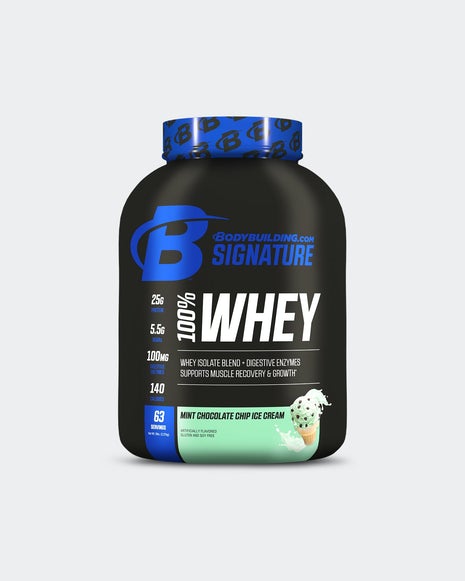 B
BODYBUILDING.COM
SIGNATURE
100% WHEY
25G
PROTEIN
5.5G
BCAAs
100MG
DIGESTIVE
ENZYMES
140
CALORIES
63
SERVINGS
WHEY ISOLATE BLEND + DIGESTIVE ENZYMES
SUPPORTS MUSCLE RECOVERY & GROWTH*
MINT CHOCOLATE CHIP ICE CREAM
ARTIFICIALLY FLAVORED
GLUTEN AND SOY FREE